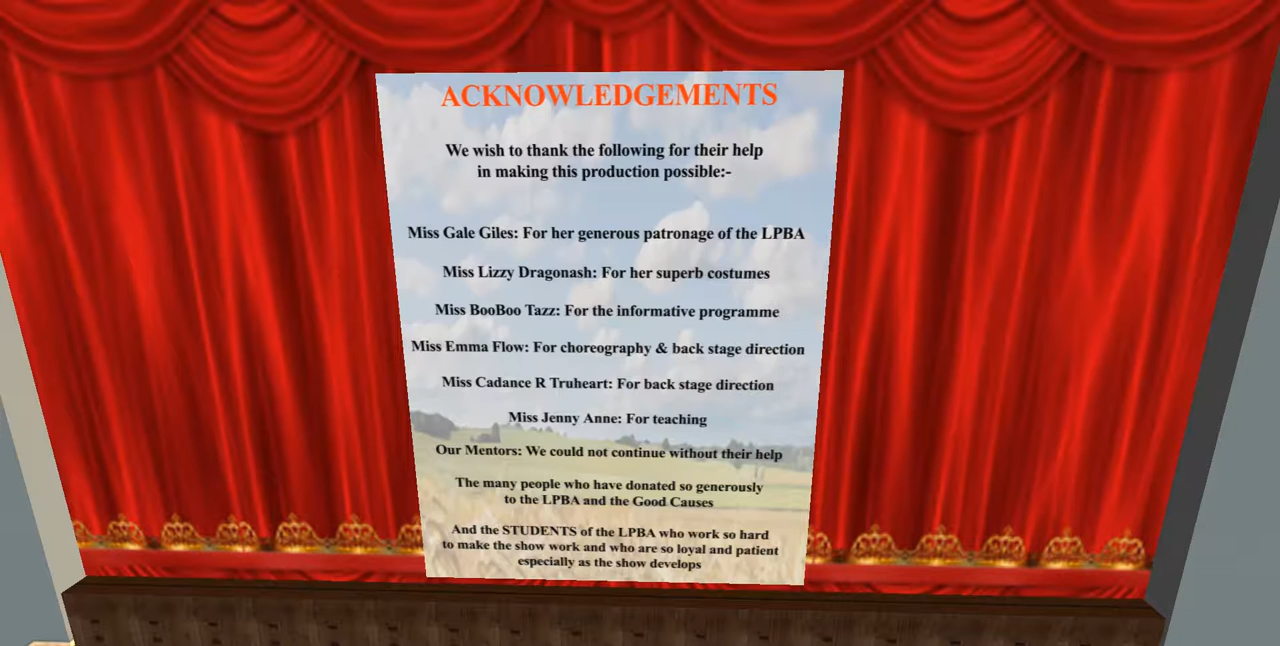 ACKNOWLEDGEMENTS
We wish to thank the following for their help
in making this production possible:-
Miss Gale Giles: For her generous patronage of the LPBA
Miss Lizzy Dragonash: For her superb costumes
Miss BooBoo Tazz: For the informative programme
Miss Emma Flow: For choreography & back stage direction
Miss Cadance R Truheart: For back stage direction
Miss Jenny Anne: For teaching
Our Mentors: We could not continue without their help
The many people who have donated so generously
to the LPBA and the Good Causes
And the STUDENTS of the LPBA who work so hard
to make the show work and who are so loyal and patient
especially as the show develops